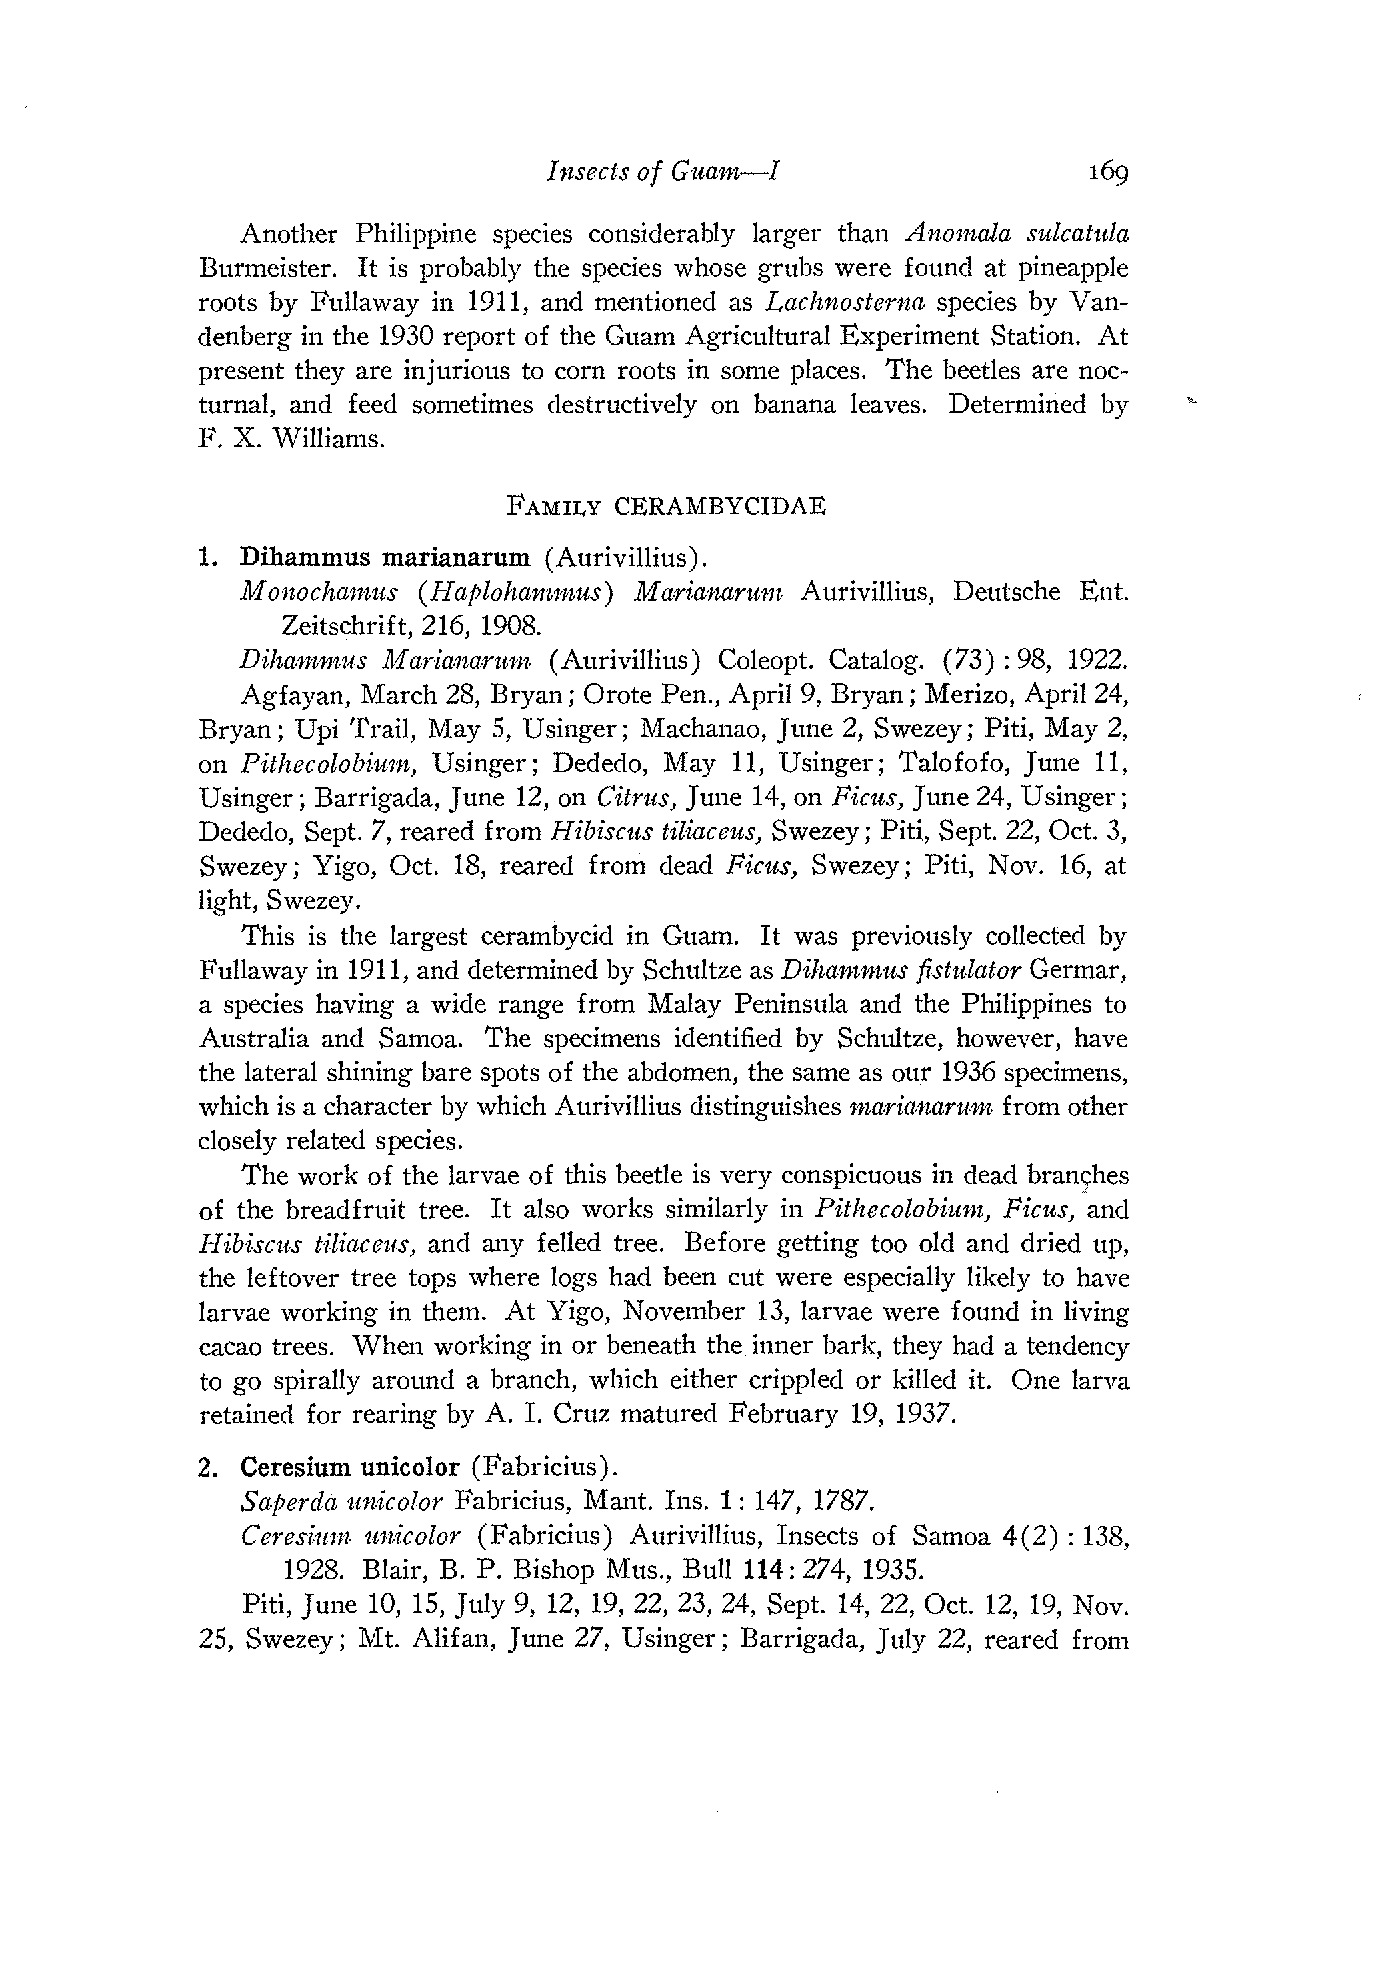 Insects of Guam—I 169
Another Philippine species considerably larger than Anomala sulcatula
Burmeister. It is probably the species whose grubs were found at pineapple
roots by Fullaway in 1911, and mentioned as Lachnosterna species by Van-
denberg in the 1930 report of the Guam Agricultural Experiment Station. At
present they are injurious to corn roots in some places. The beetles are noc-
turnal, and feed sometimes destructively on banana leaves. Determined by
F. X. Williams.
FAMILY CERAMBYCIDAE
1. Dihammus marianarum (Aurivillius).
Monochamus (Haplohammus) Marianarum Aurivillius, Deutsche Ent.
Zeitschrift, 216, 1908.
Dihammus Marianarum (Aurivillius) Coleopt. Catalog. (73) : 98, 1922.
Agfayan, March 28, Bryan; Orote Pen., April 9, Bryan; Merizo, April 24,
Bryan; Upi Trail, May 5, Usinger; Machanao, June 2, Swezey; Piti, May 2,
on Pithecolobium, Usinger; Dededo, May 11, Usinger; Talofofo, June 11,
Usinger; Barrigada, June 12, on Citrus, June 14, on Ficus, June 24, Usinger;
Dededo, Sept. 7, reared from Hibiscus tiliaceus, Swezey; Piti, Sept. 22, Oct. 3,
Swezey; Yigo, Oct. 18, reared from dead Ficus, Swezey; Piti, Nov. 16, at
light, Swezey.
This is the largest cerambycid in Guam. It was previously collected by
Fullaway in 1911, and determined by Schultze as Dihammus fistulator Germar,
a species having a wide range from Malay Peninsula and the Philippines to
Australia and Samoa. The specimens identified by Schultze, however, have
the lateral shining bare spots of the abdomen, the same as our 1936 specimens,
which is a character by which Aurivillius distinguishes marianarum from other
closely related species.
The work of the larvae of this beetle is very conspicuous in dead branches
of the breadfruit tree. It also works similarly in Pithecolobium, Ficus, and
Hibiscus tiliaceus, and any felled tree. Before getting too old and dried up,
the leftover tree tops where logs had been cut were especially likely to have
larvae working in them. At Yigo, November 13, larvae were found in living
cacao trees. When working in or beneath the inner bark, they had a tendency
to go spirally around a branch, which either crippled or killed it. One larva
retained for rearing by A. I. Cruz matured February 19, 1937.
2. Ceresium unicolor (Fabricius).
Saperda unicolor Fabricius, Mant. Ins. 1: 147, 1787.
Ceresium unicolor (Fabricius) Aurivillius, Insects of Samoa 4(2) : 138,
1928. Blair, B. P. Bishop Mus., Bull 114: 274, 1935.
Piti, June 10, 15, July 9, 12, 19, 22, 23, 24, Sept. 14, 22, Oct. 12, 19, Nov.
25, Swezey; Mt. Alifan, June 27, Usinger; Barrigada, July 22, reared from